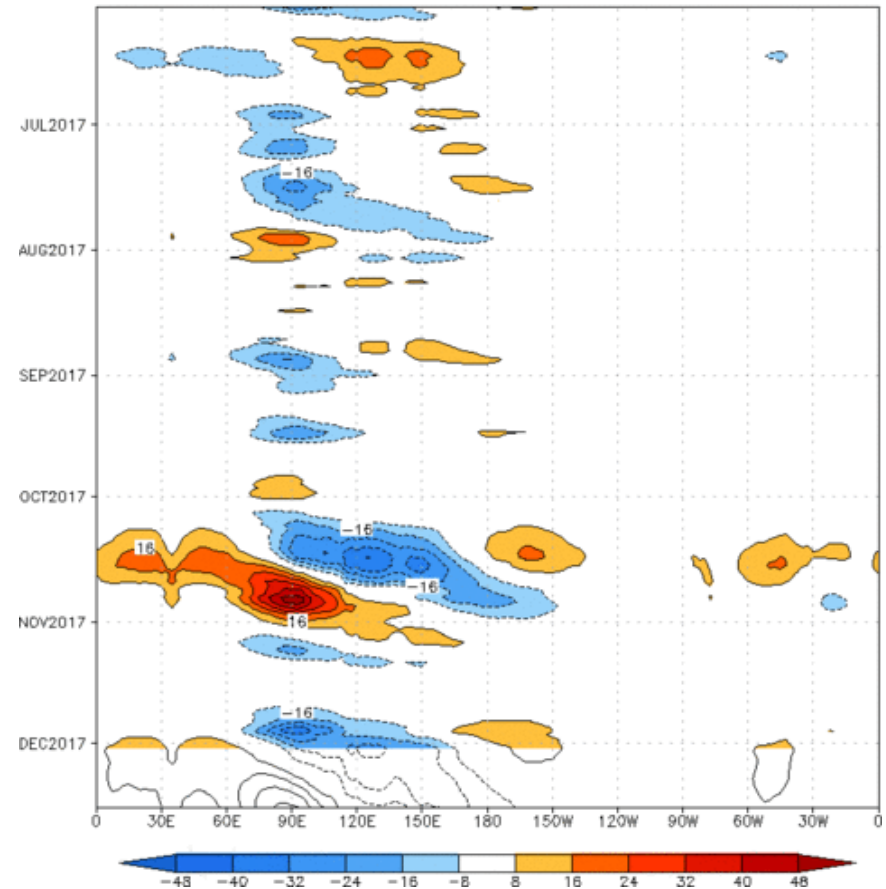 JUL2017
-16
AUG2017
SEP2017
OCT2017
-16
16
-16
16
NOV2017
-16
DEC2017
0 30E 60E 90E 120E 150E 180 150W 120W 90W 60W 30W 0
-48 -40 -32 -24 -16 -8 8 16 24 32 40 48